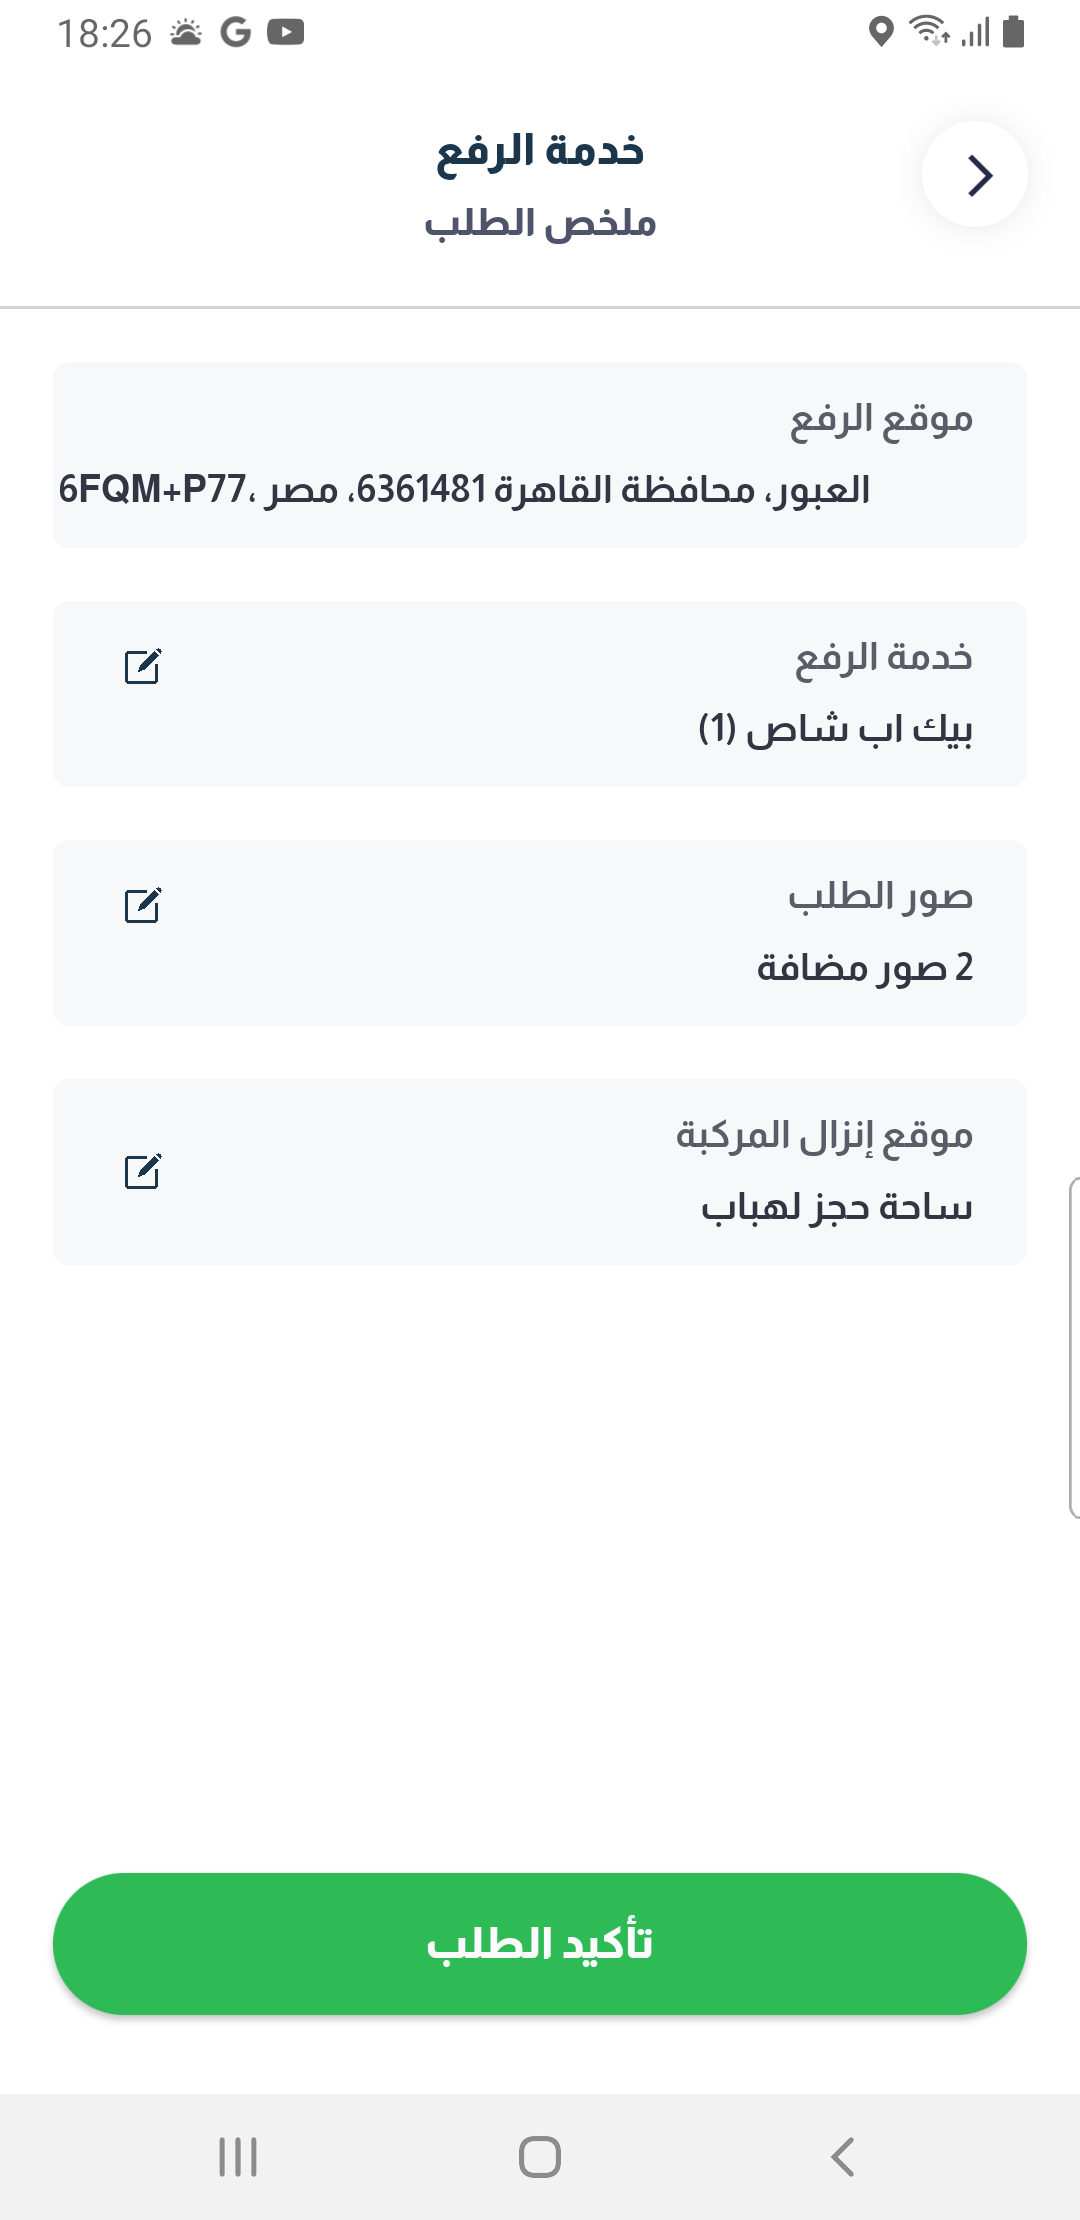 18:26
خدمة الرفع
ملخص الطلب
موقع الرفع
6FQM+P77، العبور، محافظة القاهرة 6361481، مصر
خدمة الرفع
بيك اب شاص (1)
صور الطلب
2 صور مضافة
موقع إنزال المركبة
ساحة حجز لهباب
تأكيد الطلب